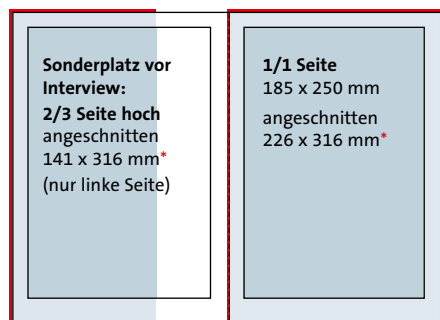 Sonderplatz vor
Interview:
2/3 Seite hoch
angeschnitten
141 x 316 mm*
(nur linke Seite)
1/1 Seite
185 x 250 mm
angeschnitten
226 x 316 mm*